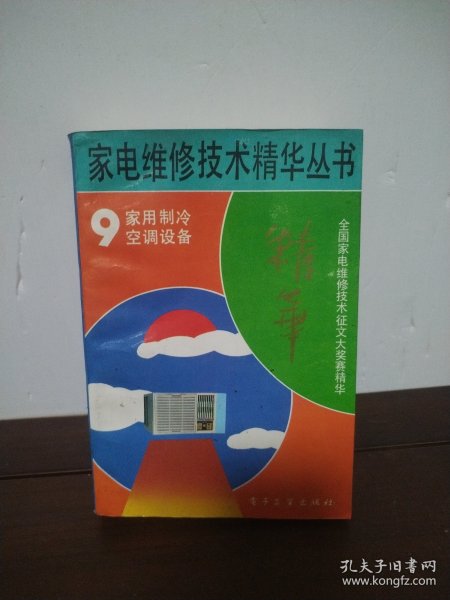 家电维修技术精华丛书
9
家用制冷
空调设备
精华
全国家电维修技术征文大奖赛精华
电子工业出版社
孔夫子旧书网
www.kongfz.com